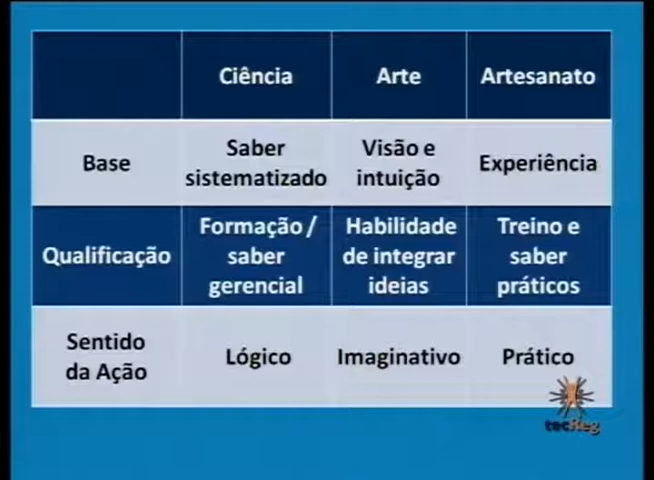 Ciência Arte Artesanato
Base Saber sistematizado Visão e intuição Experiência
Qualificação Formação / saber gerencial Habilidade de integrar ideias Treino e saber práticos
Sentido da Ação Lógico Imaginativo Prático
tecReg